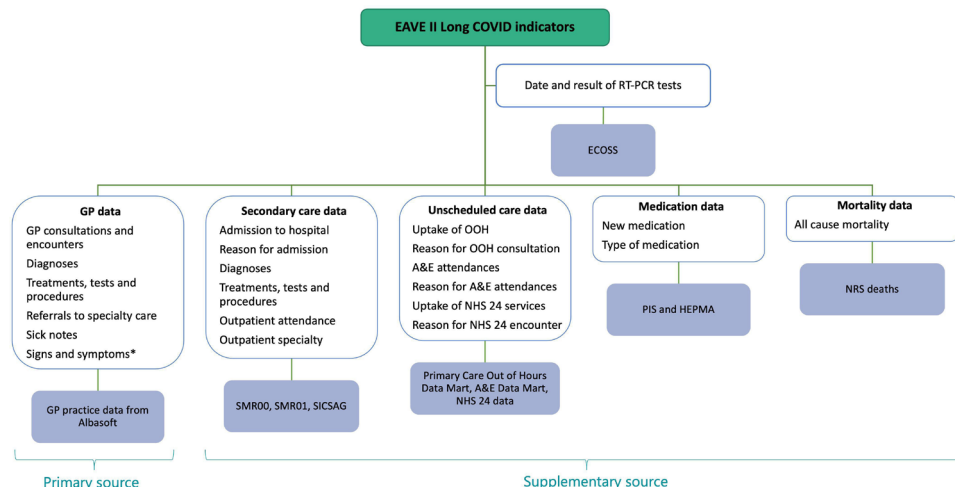 EAVE II Long COVID indicators
Date and result of RT-PCR tests
ECOSS
GP data
GP consultations and
encounters
Diagnoses
Treatments, tests and
procedures
Referrals to specialty care
Sick notes
Signs and symptoms*
GP practice data from
Albasoft
Secondary care data
Admission to hospital
Reason for admission
Diagnoses
Treatments, tests and
procedures
Outpatient attendance
Outpatient specialty
SMR00, SMR01, SICSAG
Unscheduled care data
Uptake of OOH
Reason for OOH consultation
A&E attendances
Reason for A&E attendances
Uptake of NHS 24 services
Reason for NHS 24 encounter
Primary Care Out of Hours
Data Mart, A&E Data Mart,
NHS 24 data
Medication data
New medication
Type of medication
PIS and HEPMA
Mortality data
All cause mortality
NRS deaths
Primary source
Supplementary source